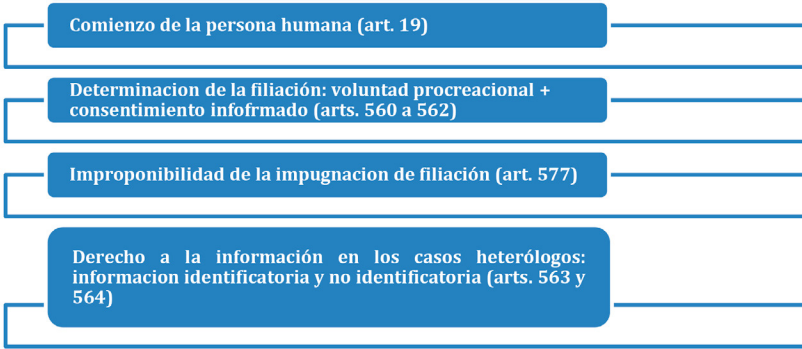 Comienzo de la persona humana (art. 19)
Determinacion de la filiación: voluntad procreacional +
consentimiento infofrmado (arts. 560 a 562)
Improponibilidad de la impugnacion de filiación (art. 577)
Derecho a la información en los casos heterólogos:
informacion identificatoria y no identificatoria (arts. 563 y
564)